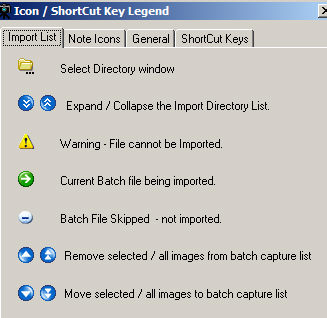 Icon / ShortCut Key Legend
Import List Note Icons General ShortCut Keys
Select Directory window
Expand / Collapse the Import Directory List.
Warning - File cannot be Imported.
Current Batch file being imported.
Batch File Skipped - not imported.
Remove selected / all images from batch capture list
Move selected / all images to batch capture list